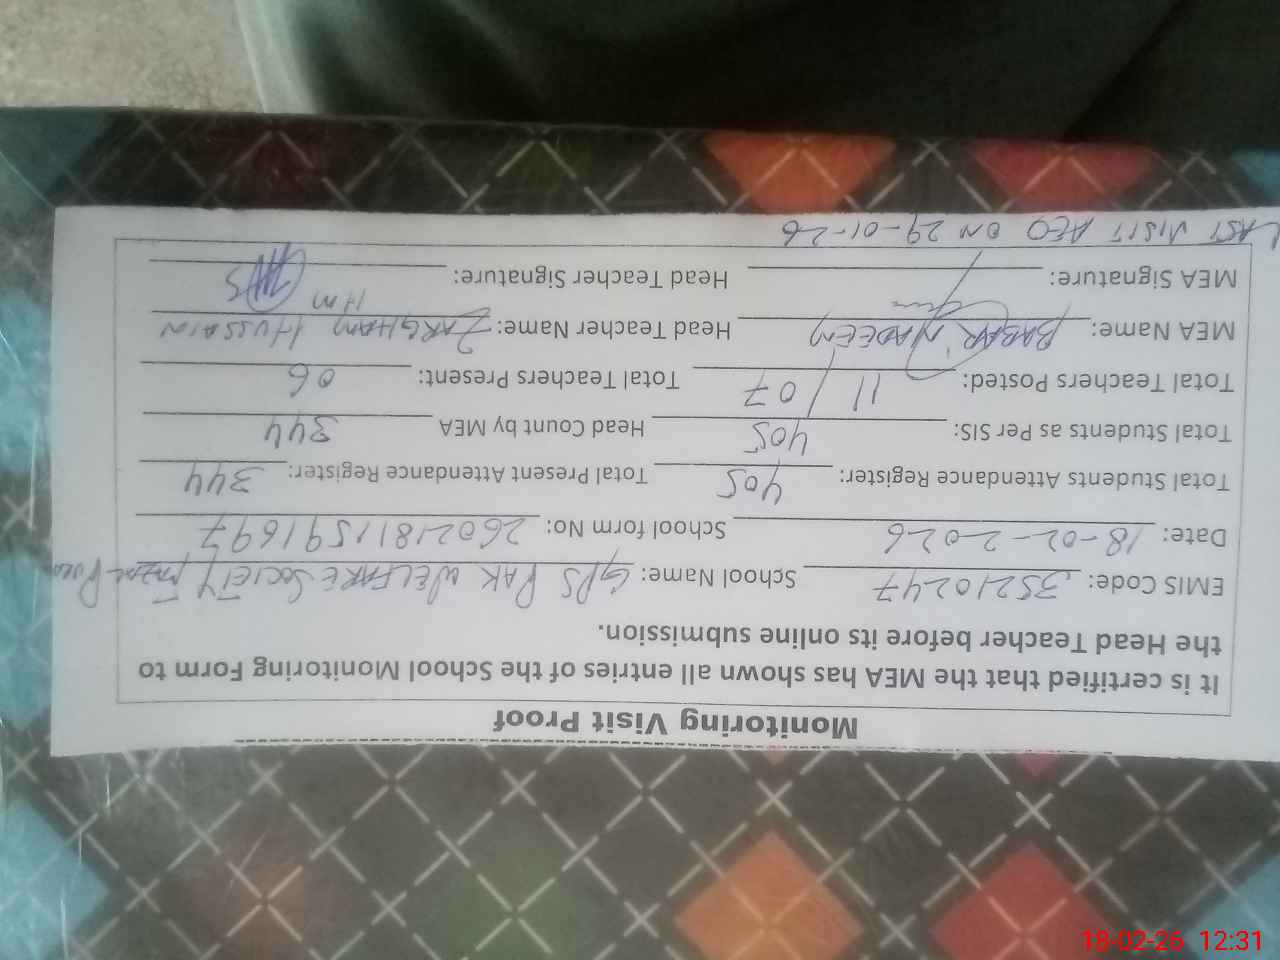 Monitoring Visit Proof
It is certified that the MEA has shown all entries of the School Monitoring Form to
the Head Teacher before its online submission.
EMIS Code: 35210247 School Name: GPS PAK WELFARE SOCIETY
Date: 18-02-2026 School form No: 260218115916197
Total Students Attendance Register: 405 Total Present Attendance Register: 344
Total Students as Per SIS: 405 Head Count by MEA 344
Total Teachers Posted: 11/07 Total Teachers Present: 06
MEA Name: BABAR NADEEM Head Teacher Name: ZARGHAM HUSSAIN
HM
MEA Signature: Head Teacher Signature:
LAST VISIT AEO ON 29-01-26
18-02-26 12:31